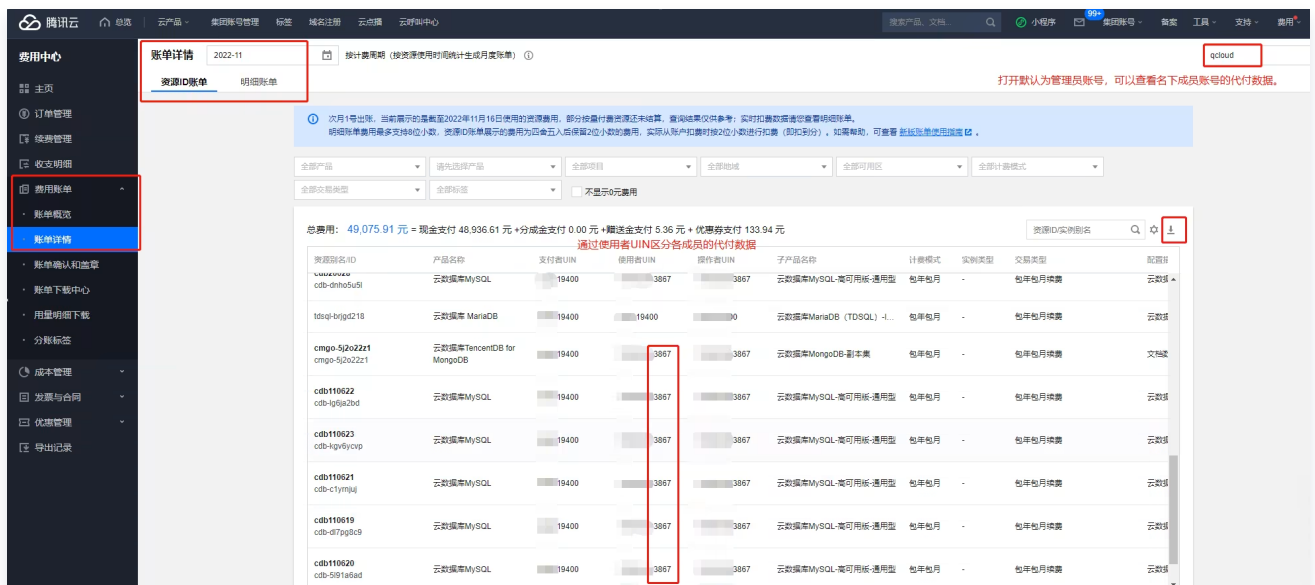 腾讯云 总览 云产品 集团账号管理 标签 域名注册 云点播 云呼叫中心 搜索产品、文档... 小程序 99+ 集团账号 备案 工具 支持 费用
费用中心
主页
订单管理
续费管理
收支明细
费用账单
账单概览
账单详情
账单确认和盖章
账单下载中心
用量明细下载
分账标签
成本管理
发票与合同
优惠管理
导出记录
账单详情 2022-11 按计费周期（按资源使用时间统计生成月度账单） qcloud
资源ID账单 明细账单
打开默认为管理员账号，可以查看名下成员账号的代付数据。
次月1号出账，当前展示的是截至2022年11月16日使用的资源费用，部分按量付费资源还未结算，查询结果仅供参考；实时扣费数据请您查看明细账单。
明细账单费用最多支持8位小数，资源ID账单展示的费用为四舍五入后保留2位小数的费用，实际从账户扣费时按2位小数进行扣费（即扣到分）。如需帮助，可查看 新版账单使用指南 。
全部产品 请先选择产品 全部项目 全部地域 全部可用区 全部计费模式
全部交易类型 全部标签 不显示0元费用
总费用： 49,075.91 元 = 现金支付 48,936.61 元 +分成金支付 0.00 元 +赠送金支付 5.36 元 + 优惠券支付 133.94 元 资源ID/实例别名
通过使用者UIN区分各成员的代付数据
资源别名/ID 产品名称 支付者UIN 使用者UIN 操作者UIN 子产品名称 计费模式 实例类型 交易类型 配置描
cdb-dnho5u5l 云数据库MySQL 19400 3867 3867 云数据库MySQL-高可用版-通用型 包年包月 - 包年包月续费 云数据
tdsql-brjgd218 云数据库 MariaDB 19400 19400 00 云数据库MariaDB（TDSQL）-I... 包年包月 - 包年包月续费 云数据
cmgo-5j2o22z1
cmgo-5j2o22z1 云数据库TencentDB for MongoDB 19400 3867 3867 云数据库MongoDB-副本集 包年包月 - 包年包月续费 文档数
cdb110622
cdb-lg6ja2bd 云数据库MySQL 19400 3867 3867 云数据库MySQL-高可用版-通用型 包年包月 - 包年包月续费 云数据
cdb110623
cdb-kgv6ycvp 云数据库MySQL 19400 3867 3867 云数据库MySQL-高可用版-通用型 包年包月 - 包年包月续费 云数据
cdb110621
cdb-c1yrnjuj 云数据库MySQL 19400 3867 3867 云数据库MySQL-高可用版-通用型 包年包月 - 包年包月续费 云数据
cdb110619
cdb-dl7pg8c9 云数据库MySQL 19400 3867 3867 云数据库MySQL-高可用版-通用型 包年包月 - 包年包月续费 云数据
cdb110620
cdb-5l91a6ad 云数据库MySQL 19400 3867 3867 云数据库MySQL-高可用版-通用型 包年包月 - 包年包月续费 云数据